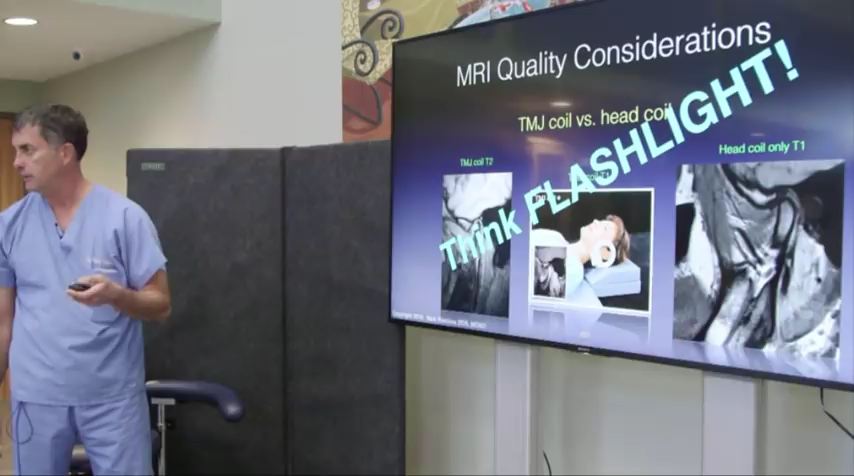 MRI Quality Considerations
TMJ coil vs. head coil
Think FLASHLIGHT!
TMJ coil T2
Head coil only T1